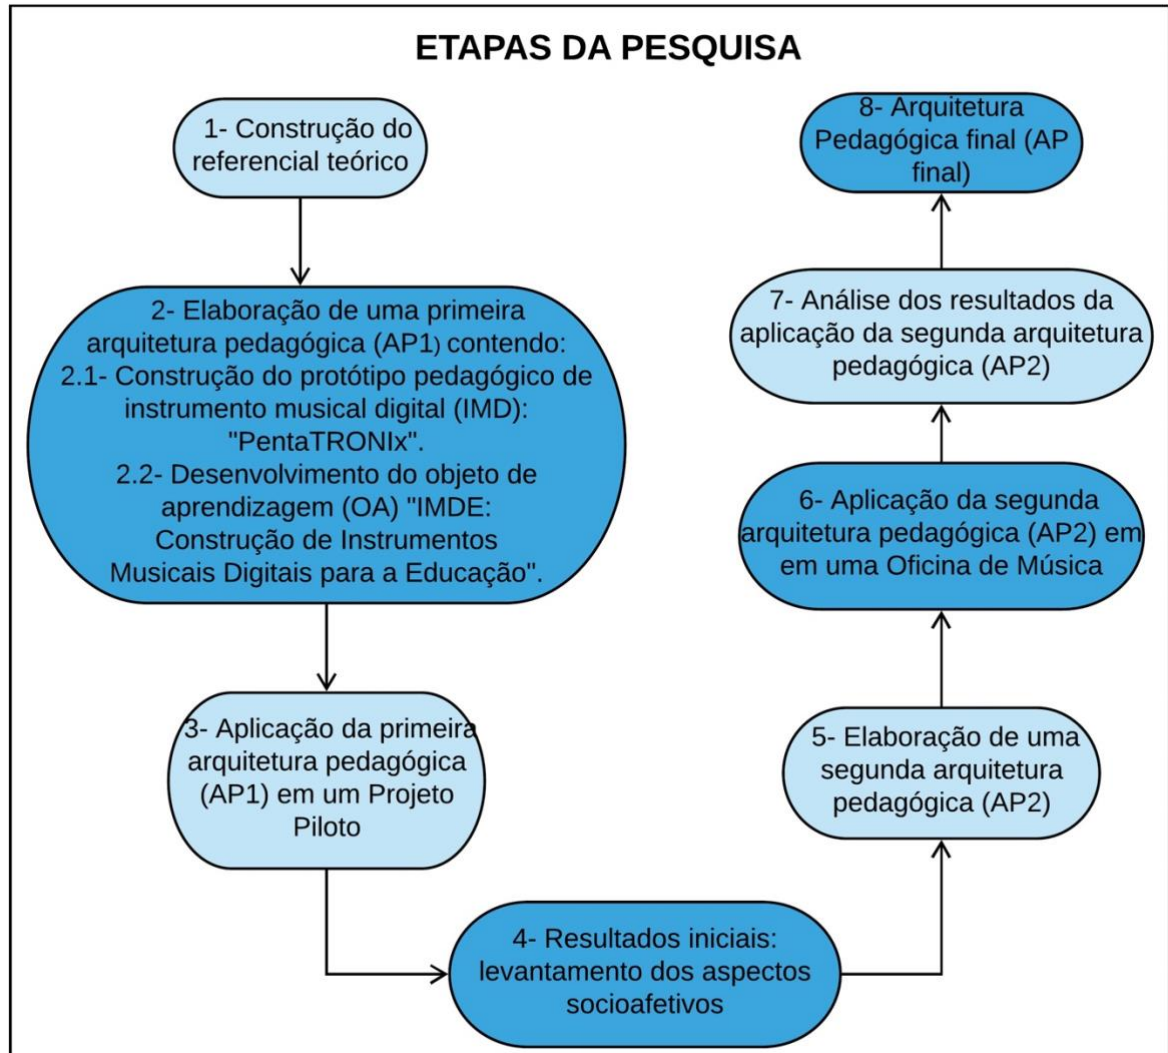 ETAPAS DA PESQUISA
1- Construção do
referencial teórico
2- Elaboração de uma primeira
arquitetura pedagógica (AP1) contendo:
2.1- Construção do protótipo pedagógico de
instrumento musical digital (IMD):
"PentaTRONIx".
2.2- Desenvolvimento do objeto de
aprendizagem (OA) "IMDE:
Construção de Instrumentos
Musicais Digitais para a Educação".
3- Aplicação da primeira
arquitetura pedagógica
(AP1) em um Projeto
Piloto
4- Resultados iniciais:
levantamento dos aspectos
socioafetivos
5- Elaboração de uma
segunda arquitetura
pedagógica (AP2)
6- Aplicação da segunda
arquitetura pedagógica (AP2) em
em uma Oficina de Música
7- Análise dos resultados da
aplicação da segunda arquitetura
pedagógica (AP2)
8- Arquitetura
Pedagógica final (AP
final)